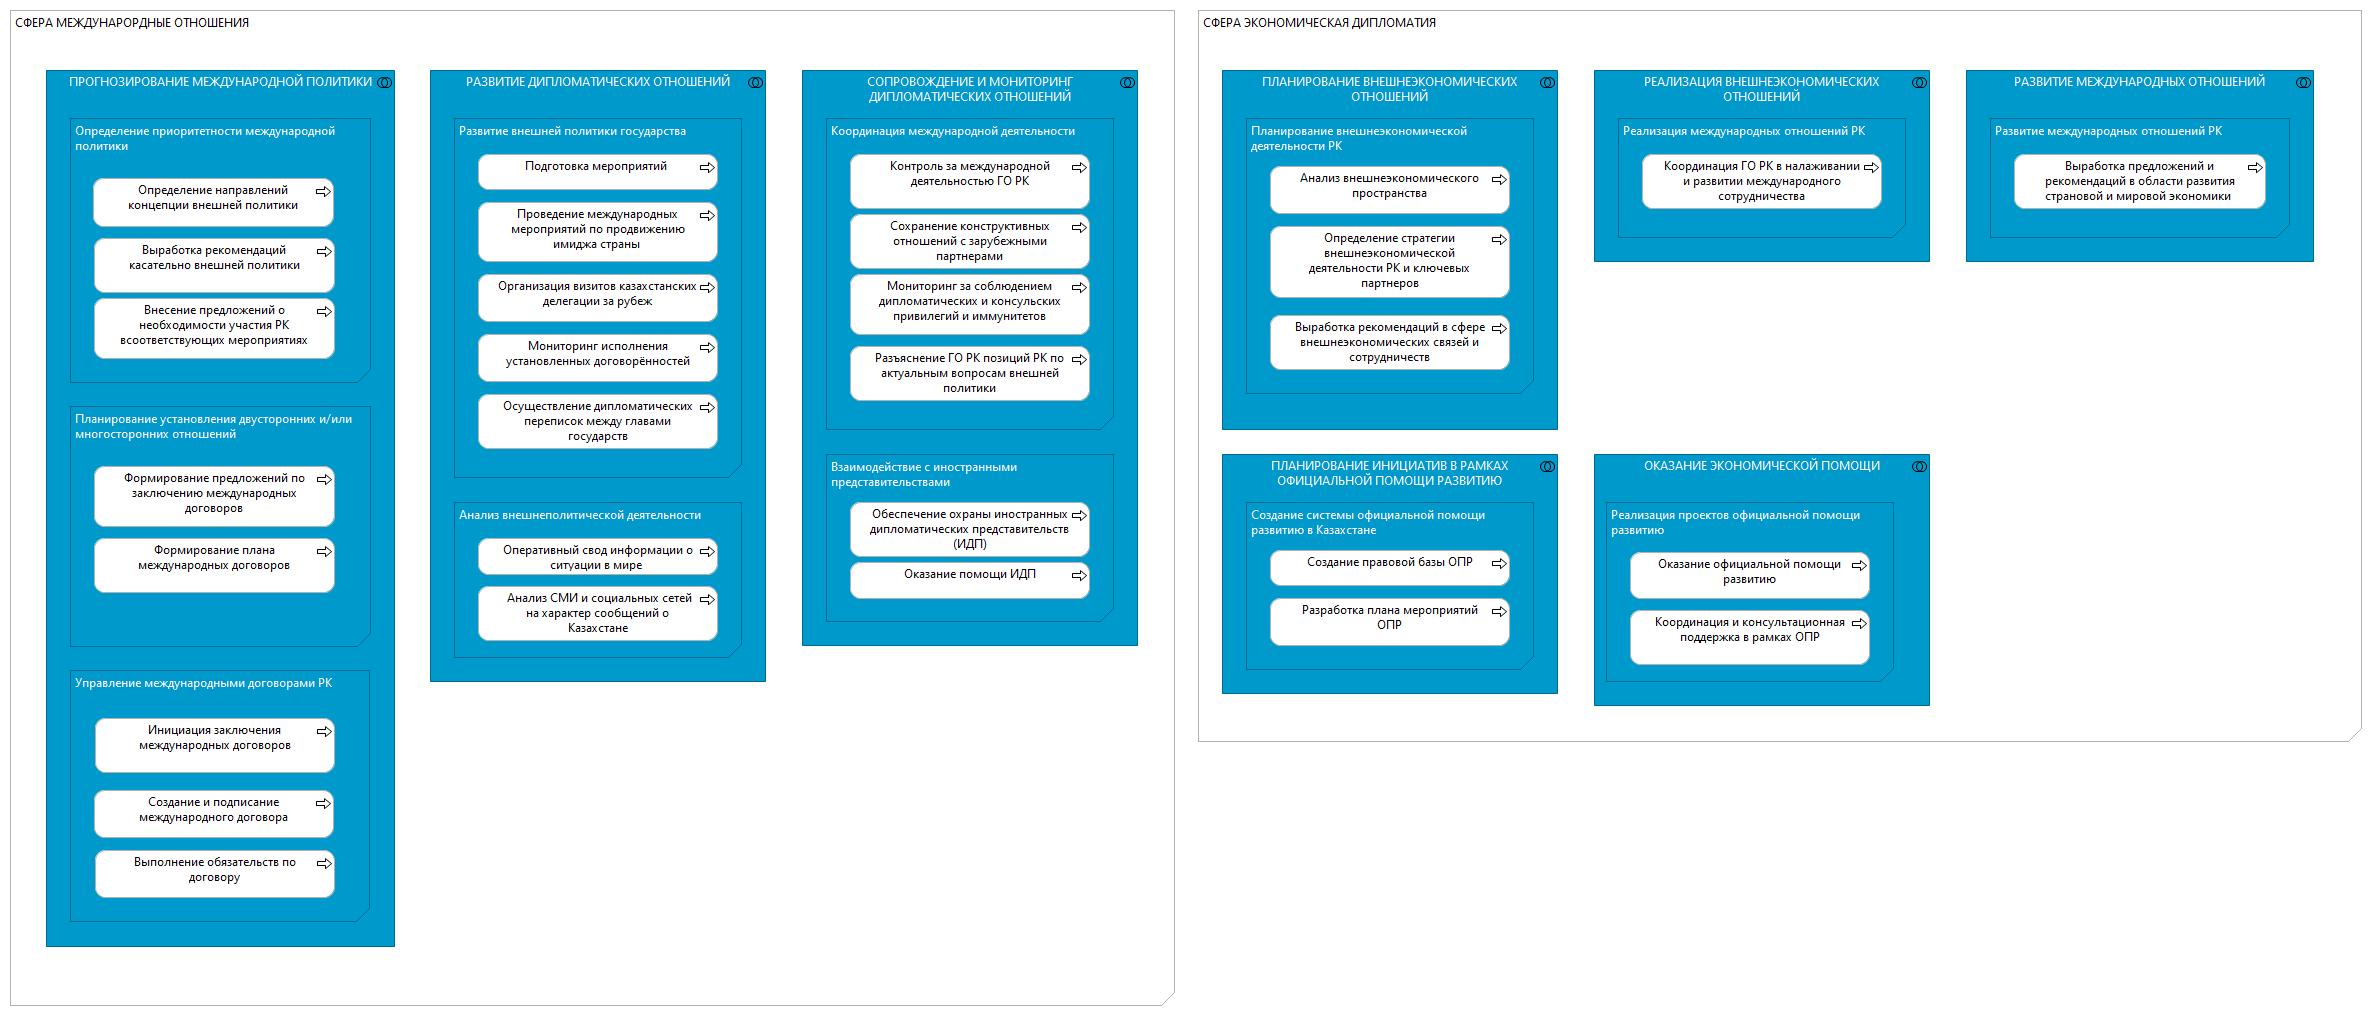 СФЕРА МЕЖДУНАРОРДНЫЕ ОТНОШЕНИЯ
ПРОГНОЗИРОВАНИЕ МЕЖДУНАРОДНОЙ ПОЛИТИКИ
Определение приоритетности международной
политики
Определение направлений
концепции внешней политики
Выработка рекомендаций
касательно внешней политики
Внесение предложений о
необходимости участия РК
всоответствующих мероприятиях
Планирование установления двусторонних и/или
многосторонних отношений
Формирование предложений по
заключению международных
договоров
Формирование плана
международных договоров
Управление международными договорами РК
Инициация заключения
международных договоров
Создание и подписание
международного договора
Выполнение обязательств по
договору
РАЗВИТИЕ ДИПЛОМАТИЧЕСКИХ ОТНОШЕНИЙ
Развитие внешней политики государства
Подготовка мероприятий
Проведение международных
мероприятий по продвижению
имиджа страны
Организация визитов казахстанских
делегации за рубеж
Мониторинг исполнения
установленных договорённостей
Осуществление дипломатических
переписок между главами
государств
Анализ внешнеполитической деятельности
Оперативный свод информации о
ситуации в мире
Анализ СМИ и социальных сетей
на характер сообщений о
Казахстане
СОПРОВОЖДЕНИЕ И МОНИТОРИНГ
ДИПЛОМАТИЧЕСКИХ ОТНОШЕНИЙ
Координация международной деятельности
Контроль за международной
деятельностью ГО РК
Сохранение конструктивных
отношений с зарубежными
партнерами
Мониторинг за соблюдением
дипломатических и консульских
привилегий и иммунитетов
Разъяснение ГО РК позиций РК по
актуальным вопросам внешней
политики
Взаимодействие с иностранными
представительствами
Обеспечение охраны иностранных
дипломатических представительств
(ИДП)
Оказание помощи ИДП
СФЕРА ЭКОНОМИЧЕСКАЯ ДИПЛОМАТИЯ
ПЛАНИРОВАНИЕ ВНЕШНЕЭКОНОМИЧЕСКИХ
ОТНОШЕНИЙ
Планирование внешнеэкономической
деятельности РК
Анализ внешнеэкономического
пространства
Определение стратегии
внешнеэкономической
деятельности РК и ключевых
партнеров
Выработка рекомендаций в сфере
внешнеэкономических связей и
сотрудничеств
РЕАЛИЗАЦИЯ ВНЕШНЕЭКОНОМИЧЕСКИХ
ОТНОШЕНИЙ
Реализация международных отношений РК
Координация ГО РК в налаживании
и развитии международного
сотрудничества
РАЗВИТИЕ МЕЖДУНАРОДНЫХ ОТНОШЕНИЙ
Развитие международных отношений РК
Выработка предложений и
рекомендаций в области развития
страновой и мировой экономики
ПЛАНИРОВАНИЕ ИНИЦИАТИВ В РАМКАХ
ОФИЦИАЛЬНОЙ ПОМОЩИ РАЗВИТИЮ
Создание системы официальной помощи
развитию в Казахстане
Создание правовой базы ОПР
Разработка плана мероприятий
ОПР
ОКАЗАНИЕ ЭКОНОМИЧЕСКОЙ ПОМОЩИ
Реализация проектов официальной помощи
развитию
Оказание официальной помощи
развитию
Координация и консультационная
поддержка в рамках ОПР